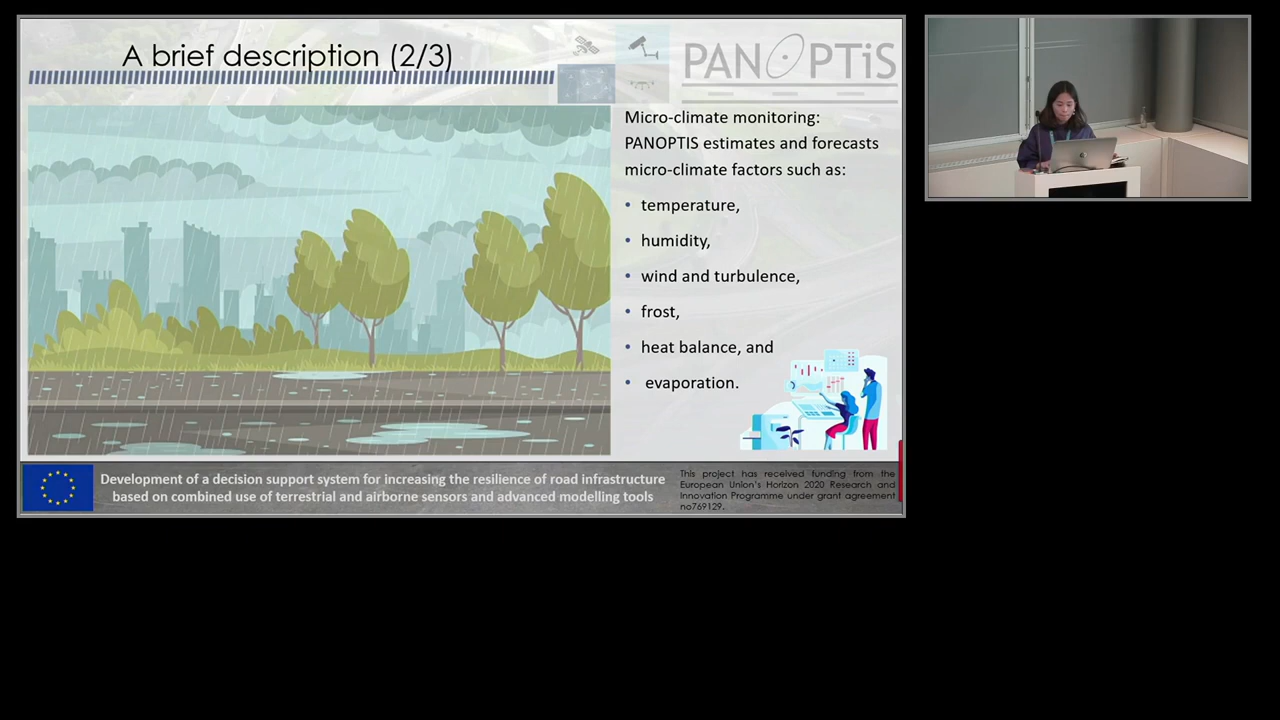 A brief description (2/3)
PANOPTiS
Micro-climate monitoring:
PANOPTIS estimates and forecasts
micro-climate factors such as:
• temperature,
• humidity,
• wind and turbulence,
• frost,
• heat balance, and
• evaporation.
Development of a decision support system for increasing the resilience of road infrastructure
based on combined use of terrestrial and airborne sensors and advanced modelling tools
This project has received funding from the
European Union's Horizon 2020 Research and
Innovation Programme under grant agreement
no769129.